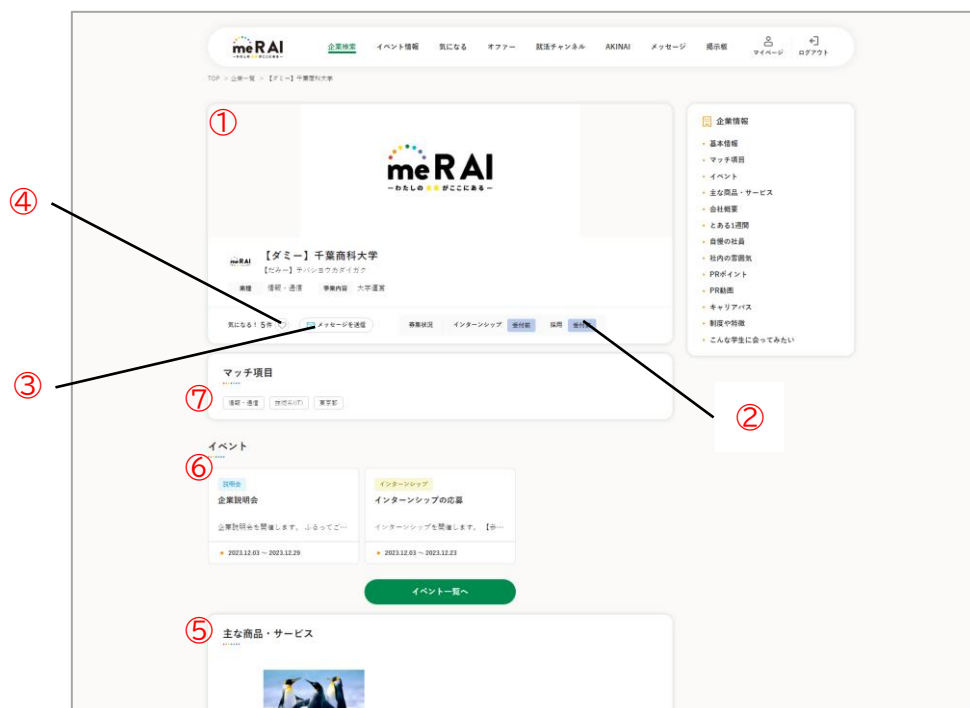 meRAI
企業検索 イベント情報 気になる オファー 就活チャンネル AKINAI メッセージ 掲示板 マイページ ログアウト
TOP > 企業一覧 > 【ダミー】千葉商科大学
①
meRAI
―わたしの未来がここにある―
④
meRAI
【ダミー】千葉商科大学
【だみー】チバショウカダイガク
業種 情報・通信 事業内容 大学運営
気になる! 5件 メッセージを送信 募集状況 インターンシップ 受付前 採用 受付前
③
②
マッチ項目
⑦
情報・通信 技術系(IT) 東京都
イベント
⑥
説明会
企業説明会
企業説明会を開催します。 ふるってご…
2023.12.03 ～ 2023.12.29
インターンシップ
インターンシップの応募
インターンシップを開催します。 【参…
2023.12.03 ～ 2023.12.23
イベント一覧へ
⑤
主な商品・サービス
企業情報
基本情報
マッチ項目
イベント
主な商品・サービス
会社概要
とある1週間
自慢の社員
社内の雰囲気
PRポイント
PR動画
キャリアパス
制度や特徴
こんな学生に会ってみたい